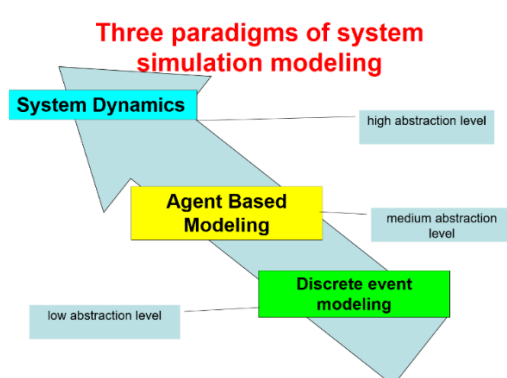 Three paradigms of system
simulation modeling
System Dynamics
high abstraction level
Agent Based
Modeling
medium abstraction
level
Discrete event
modeling
low abstraction level